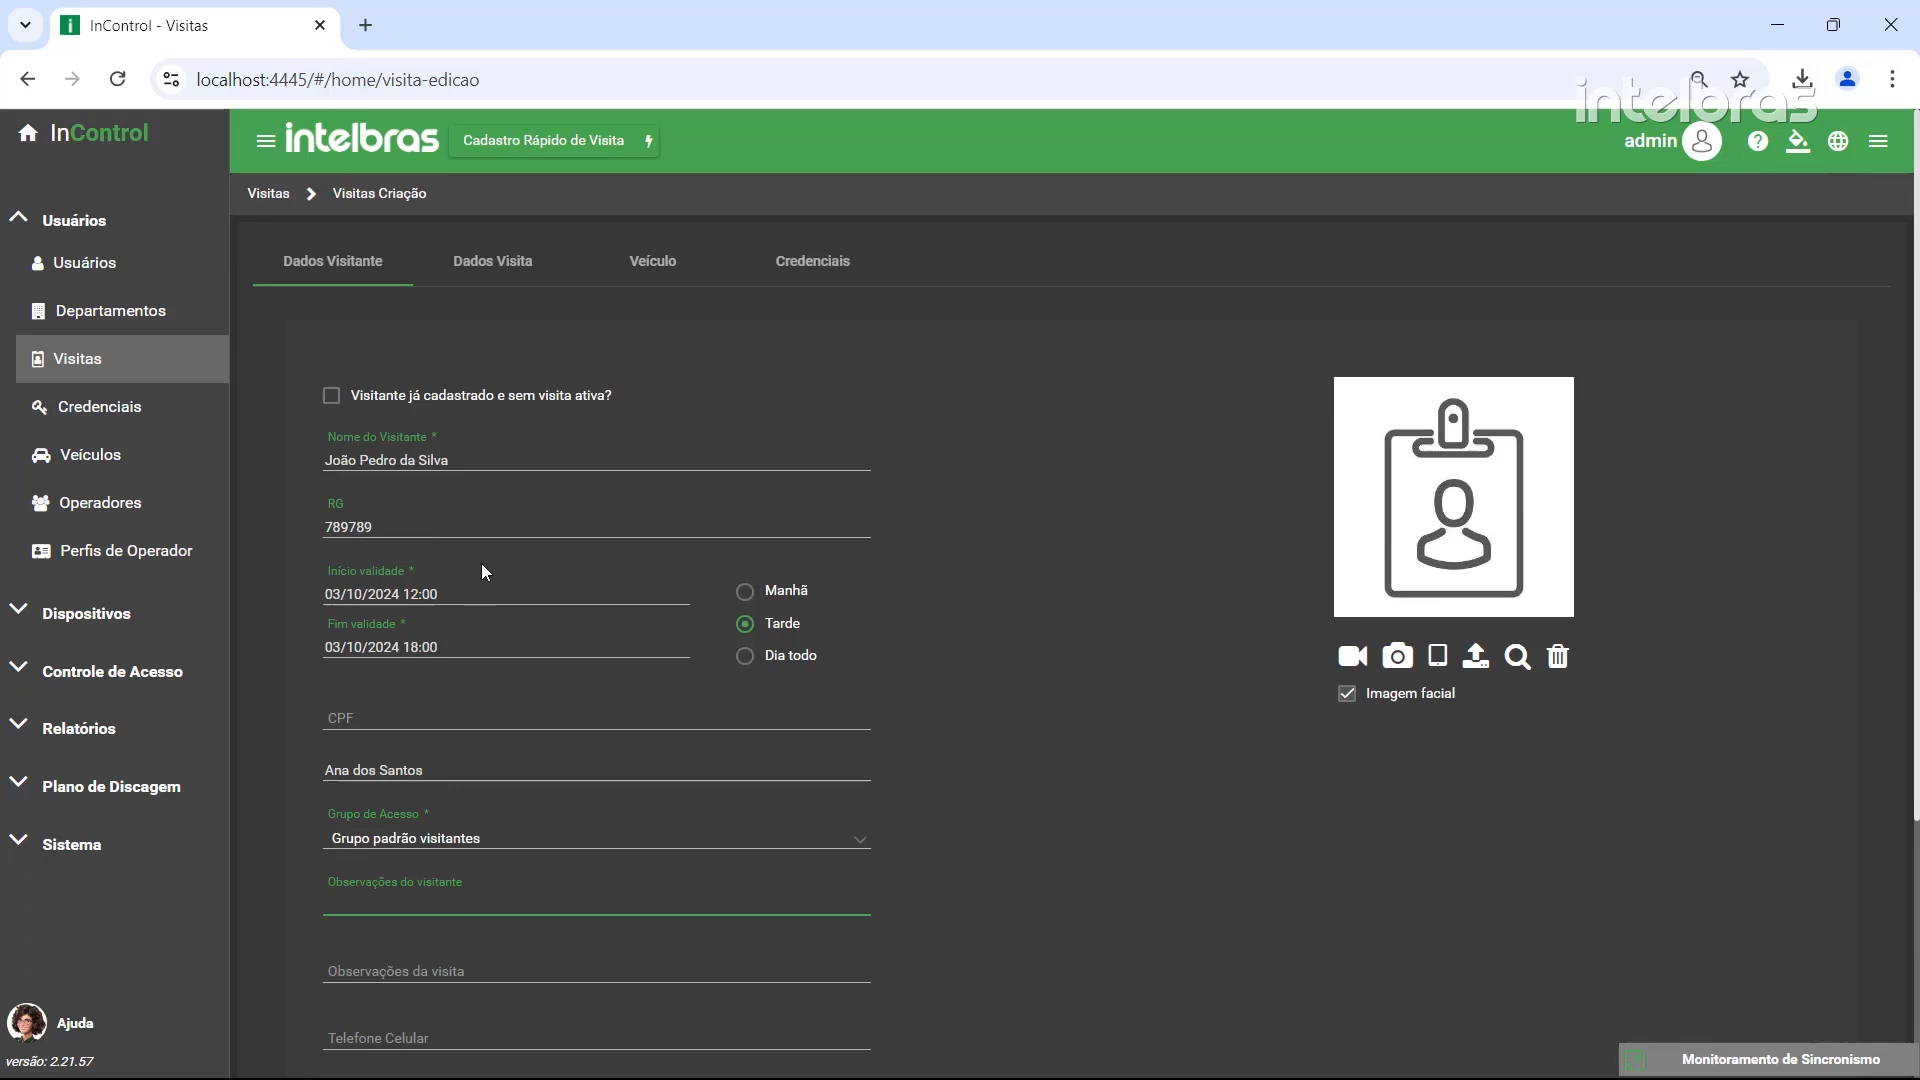 InControl - Visitas
localhost:4445/#/home/visita-edicao
intelbras
InControl
intelbras
Cadastro Rápido de Visita
admin
Visitas
Visitas Criação
Usuários
Usuários
Departamentos
Visitas
Credenciais
Veículos
Operadores
Perfis de Operador
Dispositivos
Controle de Acesso
Relatórios
Plano de Discagem
Sistema
Ajuda
versão: 2.21.57
Dados Visitante
Dados Visita
Veículo
Credenciais
Visitante já cadastrado e sem visita ativa?
Nome do Visitante *
João Pedro da Silva
RG
789789
Início validade *
03/10/2024 12:00
Fim validade *
03/10/2024 18:00
Manhã
Tarde
Dia todo
CPF
Ana dos Santos
Grupo de Acesso *
Grupo padrão visitantes
Observações do visitante
Observações da visita
Telefone Celular
Imagem facial
Monitoramento de Sincronismo